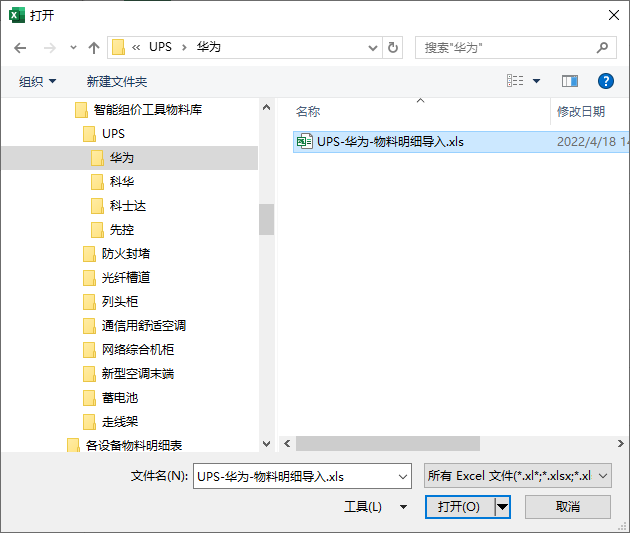 打开
« UPS › 华为
搜索"华为"
组织 新建文件夹
智能组价工具物料库
UPS
华为
科华
科士达
先控
防火封堵
光纤槽道
列头柜
通信用舒适空调
网络综合机柜
新型空调末端
蓄电池
走线架
各设备物料明细表
名称 修改日期
UPS-华为-物料明细导入.xls 2022/4/18 14
文件名(N): UPS-华为-物料明细导入.xls 所有 Excel 文件(*.xl*;*.xlsx;*.xl
工具(L) 打开(O) 取消